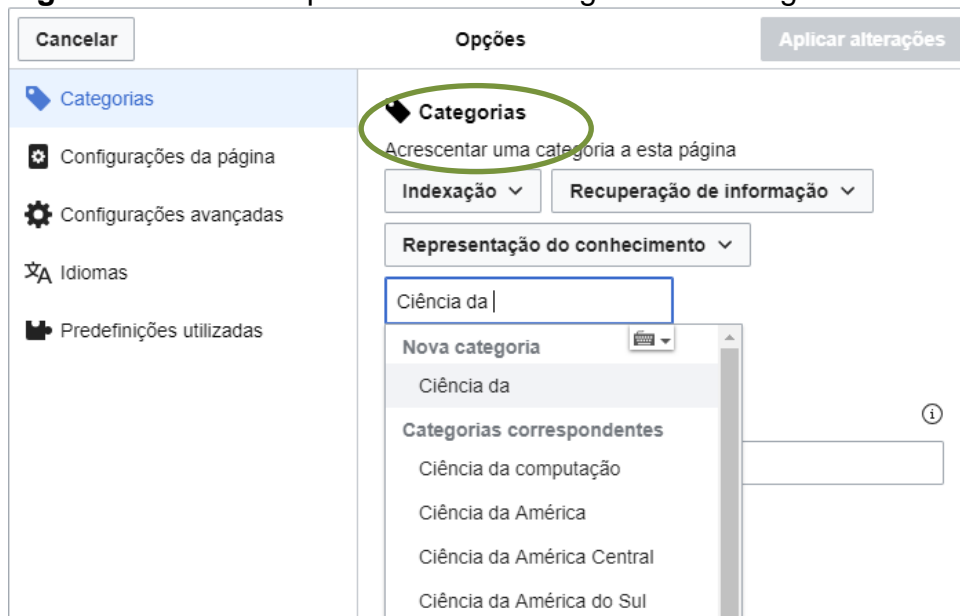 Cancelar Opções Aplicar alterações
Categorias
Configurações da página
Configurações avançadas
Idiomas
Predefinições utilizadas
Categorias
Acrescentar uma categoria a esta página
Indexação Recuperação de informação
Representação do conhecimento
Ciência da
Nova categoria
Ciência da
Categorias correspondentes
Ciência da computação
Ciência da América
Ciência da América Central
Ciência da América do Sul